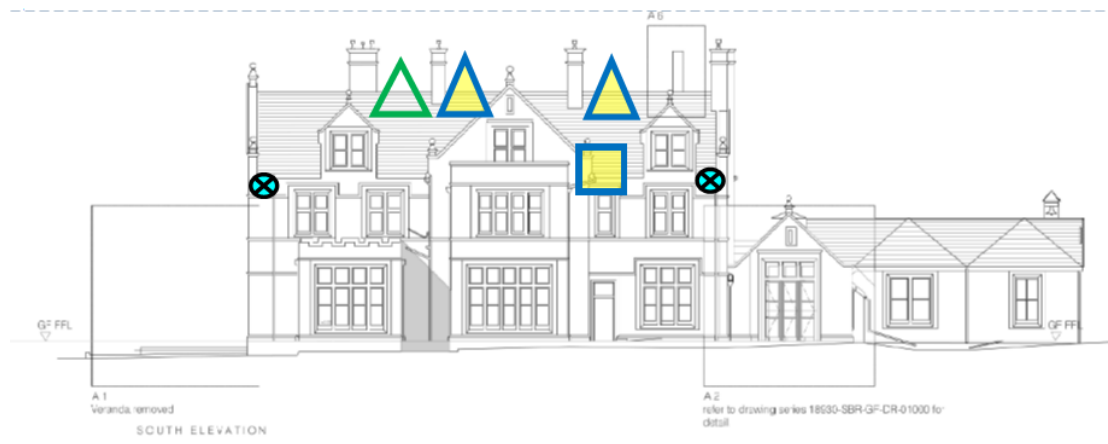 A 6
GF FFL
GF FFL
A 1
Veranda removed
A 2
refer to drawing series 18930-SBR-GF-DR-01000 for
detail
SOUTH ELEVATION